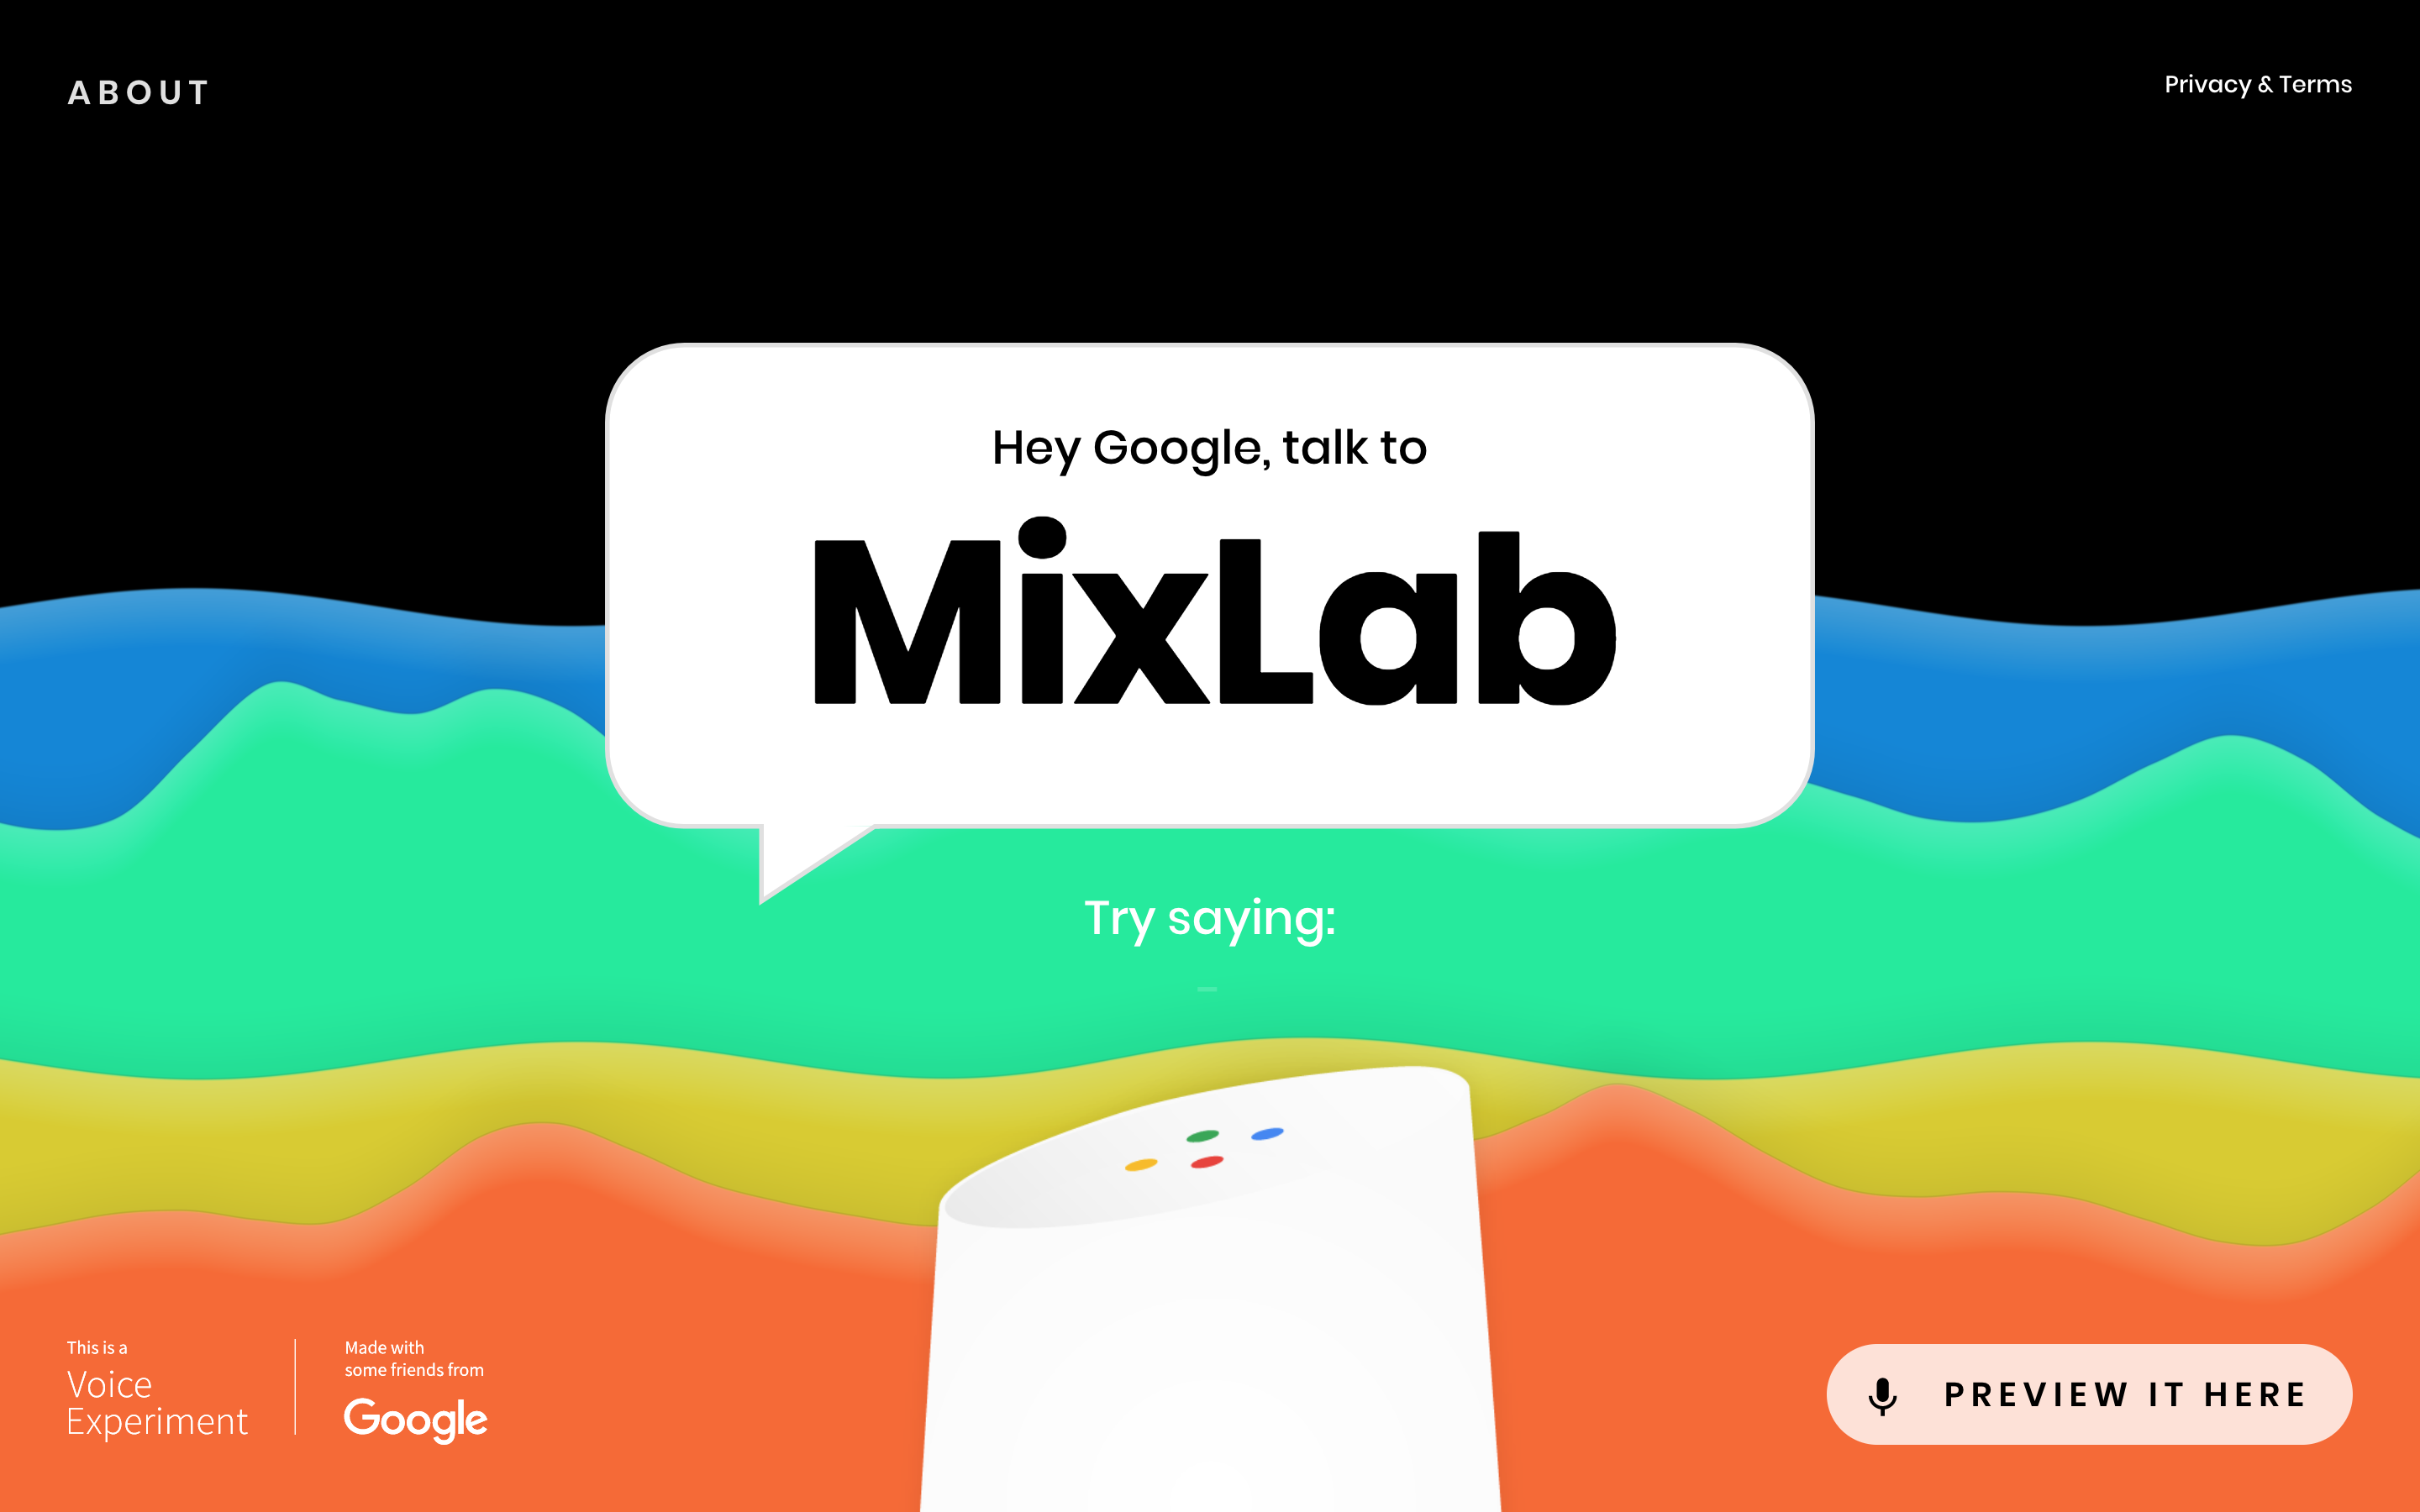 ABOUT
Privacy & Terms
Hey Google, talk to
MixLab
Try saying:
This is a
Voice
Experiment
Made with
some friends from
Google
PREVIEW IT HERE